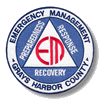 EMERGENCY MANAGEMENT
PREPAREDNESS
RESPONSE
EM
RECOVERY
GRAYS HARBOR COUNTY